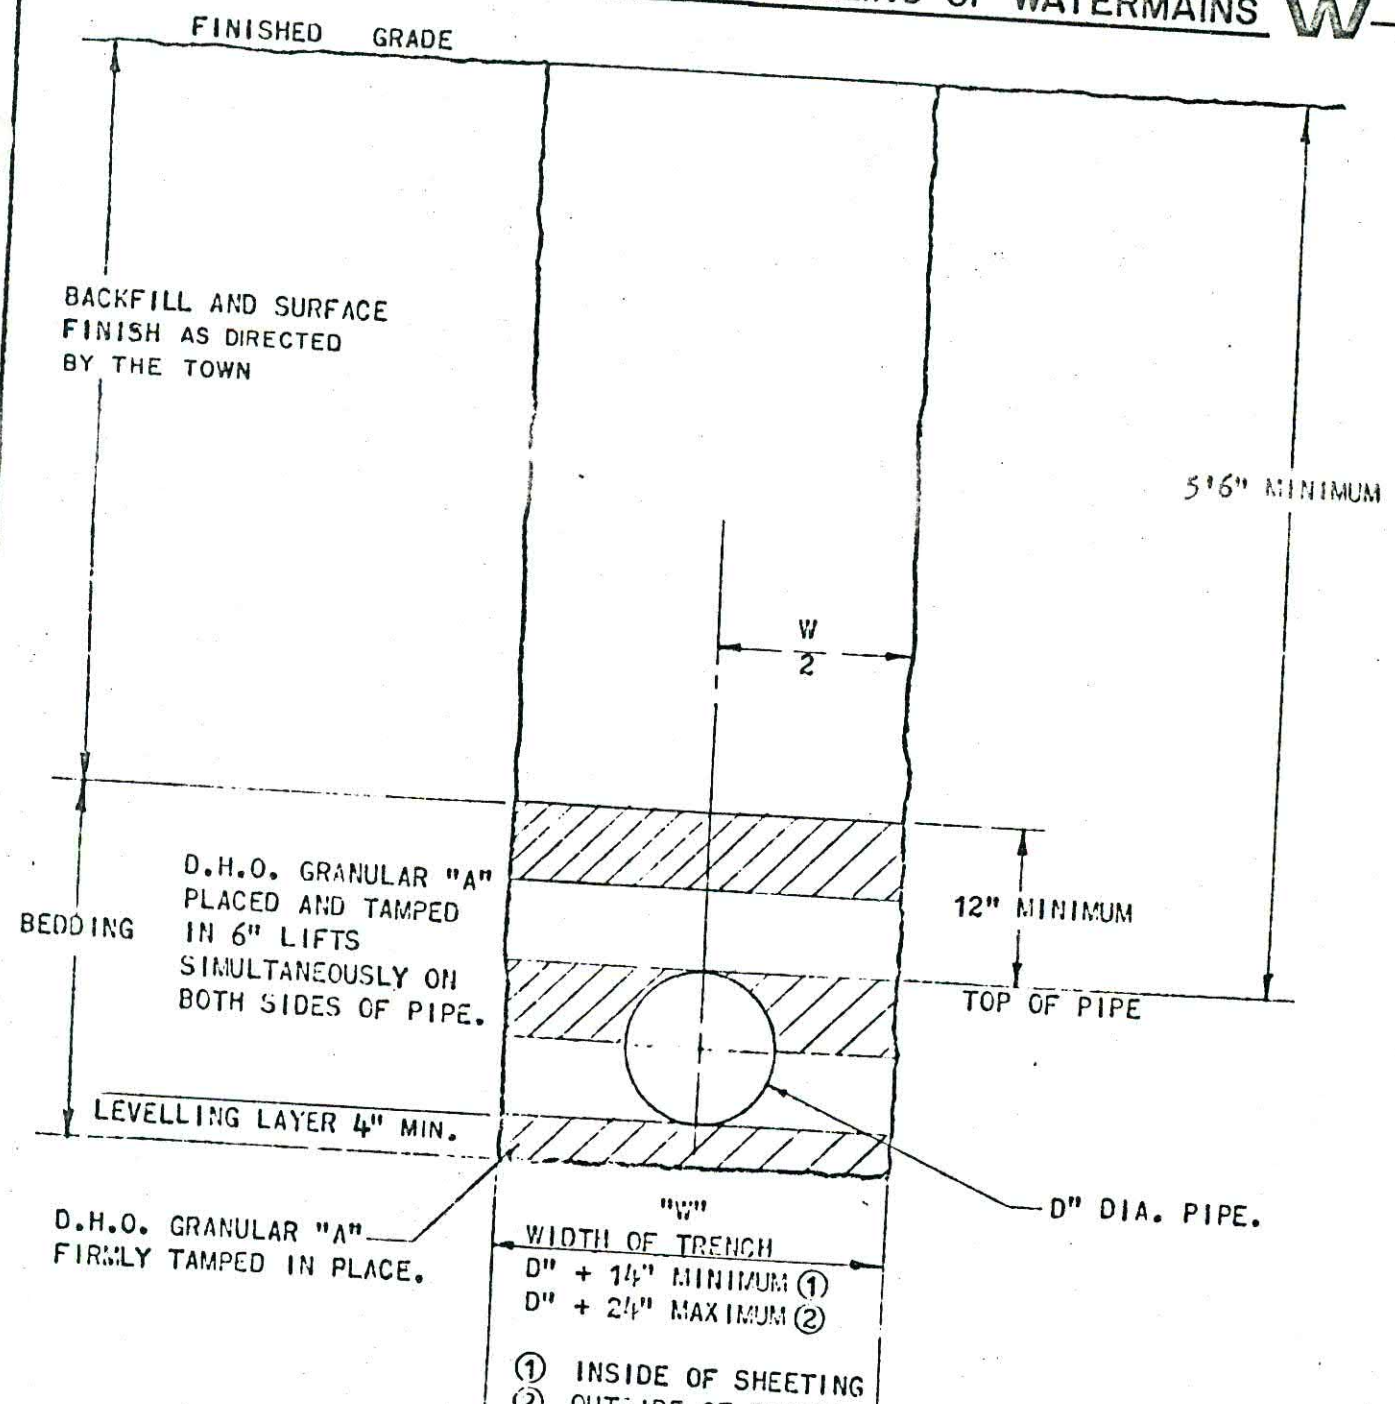 OF WATERMAINS W-
FINISHED GRADE
BACKFILL AND SURFACE
FINISH AS DIRECTED
BY THE TOWN
5'6" MINIMUM
W
2
D.H.O. GRANULAR "A"
PLACED AND TAMPED
IN 6" LIFTS
SIMULTANEOUSLY ON
BOTH SIDES OF PIPE.
BEDDING
12" MINIMUM
TOP OF PIPE
LEVELLING LAYER 4" MIN.
D.H.O. GRANULAR "A"
FIRMLY TAMPED IN PLACE.
"W"
WIDTH OF TRENCH
D" + 14" MINIMUM ①
D" + 24" MAXIMUM ②
D" DIA. PIPE.
① INSIDE OF SHEETING
②